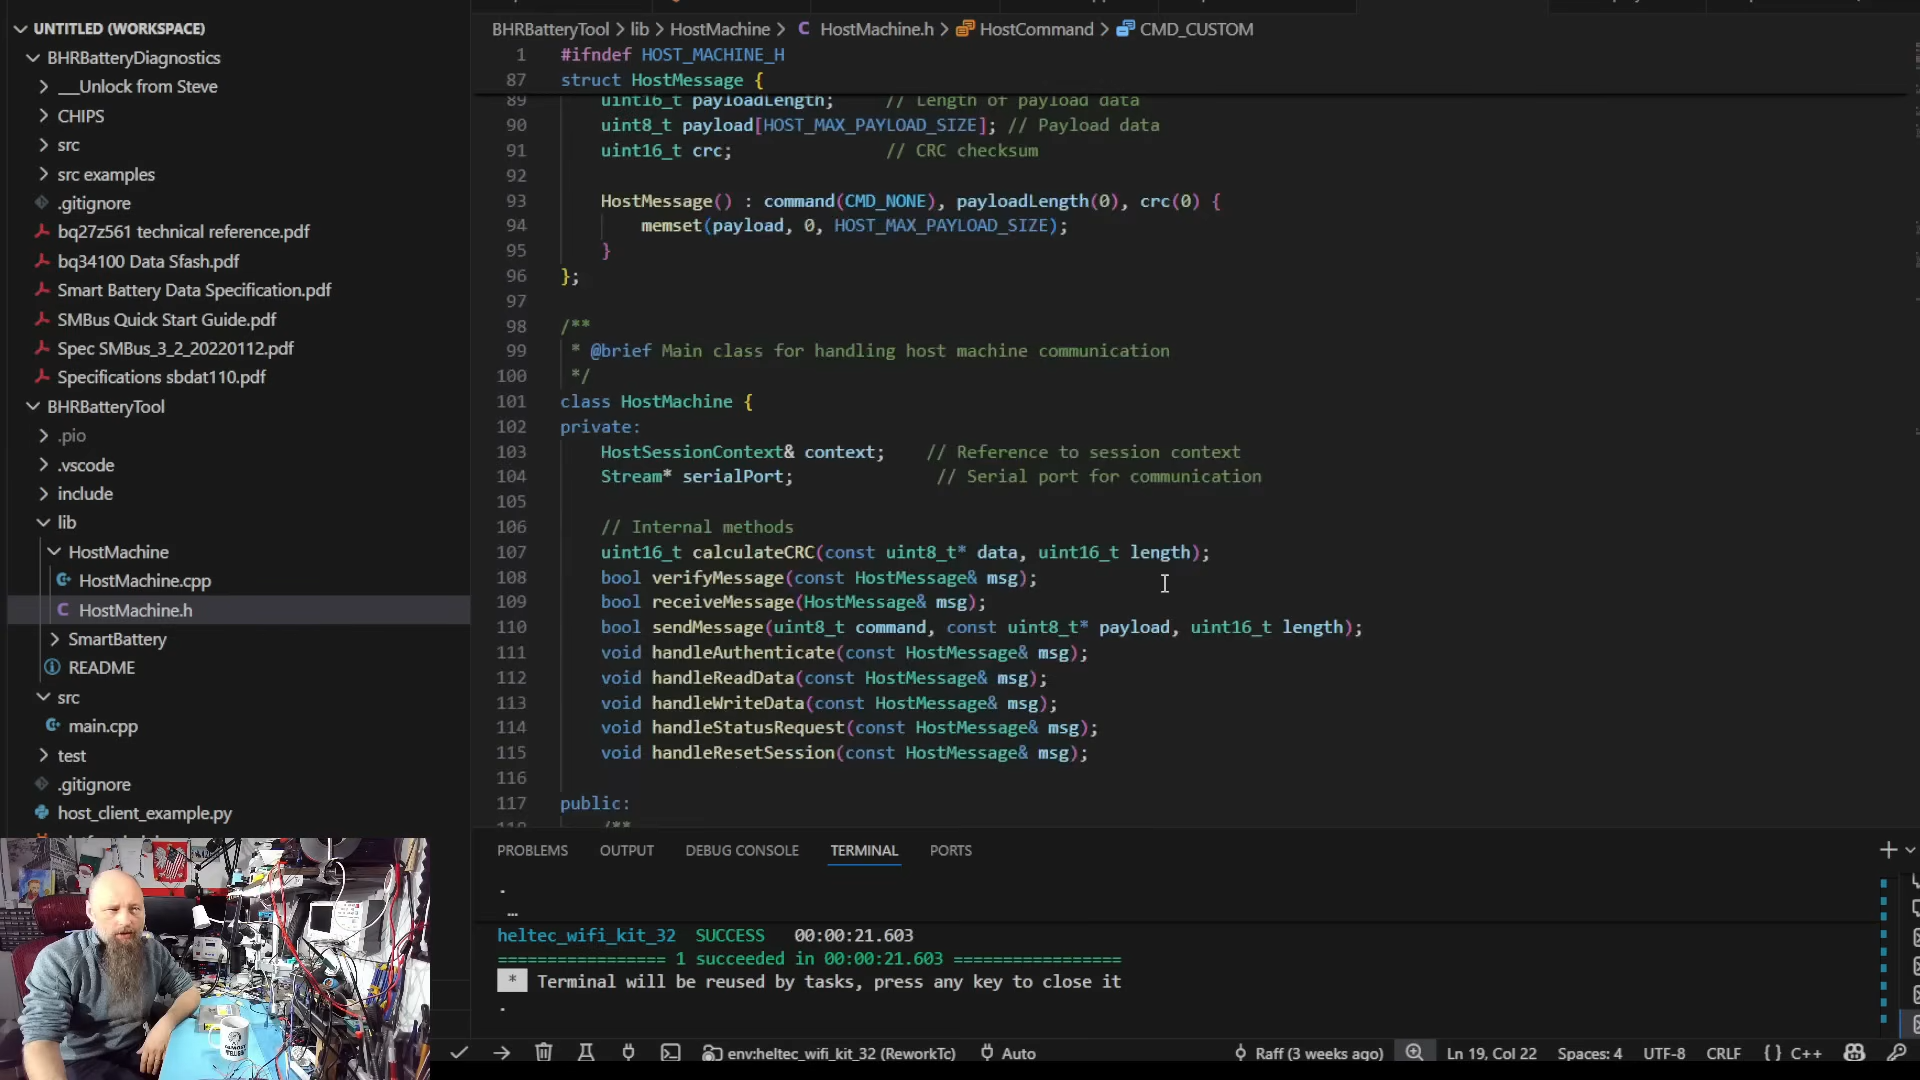 UNTITLED (WORKSPACE)
BHRBatteryDiagnostics
__Unlock from Steve
CHIPS
src
src examples
.gitignore
bq27z561 technical reference.pdf
bq34100 Data Sfash.pdf
Smart Battery Data Specification.pdf
SMBus Quick Start Guide.pdf
Spec SMBus_3_2_20220112.pdf
Specifications sbdat110.pdf
BHRBatteryTool
.pio
.vscode
include
lib
HostMachine
HostMachine.cpp
HostMachine.h
SmartBattery
README
src
main.cpp
test
.gitignore
host_client_example.py
BHRBatteryTool > lib > HostMachine > C HostMachine.h > HostCommand > CMD_CUSTOM
1 #ifndef HOST_MACHINE_H
87 struct HostMessage {
89 uint16_t payloadLength; // Length of payload data
90 uint8_t payload[HOST_MAX_PAYLOAD_SIZE]; // Payload data
91 uint16_t crc; // CRC checksum
92
93 HostMessage() : command(CMD_NONE), payloadLength(0), crc(0) {
94 memset(payload, 0, HOST_MAX_PAYLOAD_SIZE);
95 }
96 };
97
98 /**
99 * @brief Main class for handling host machine communication
100 */
101 class HostMachine {
102 private:
103 HostSessionContext& context; // Reference to session context
104 Stream* serialPort; // Serial port for communication
105
106 // Internal methods
107 uint16_t calculateCRC(const uint8_t* data, uint16_t length);
108 bool verifyMessage(const HostMessage& msg);
109 bool receiveMessage(HostMessage& msg);
110 bool sendMessage(uint8_t command, const uint8_t* payload, uint16_t length);
111 void handleAuthenticate(const HostMessage& msg);
112 void handleReadData(const HostMessage& msg);
113 void handleWriteData(const HostMessage& msg);
114 void handleStatusRequest(const HostMessage& msg);
115 void handleResetSession(const HostMessage& msg);
116
117 public:
118 /**
PROBLEMS OUTPUT DEBUG CONSOLE TERMINAL PORTS
.
…
heltec_wifi_kit_32 SUCCESS 00:00:21.603
================= 1 succeeded in 00:00:21.603 =================
* Terminal will be reused by tasks, press any key to close it
.
env:heltec_wifi_kit_32 (ReworkTc) Auto Raff (3 weeks ago) Ln 19, Col 22 Spaces: 4 UTF-8 CRLF {} C++